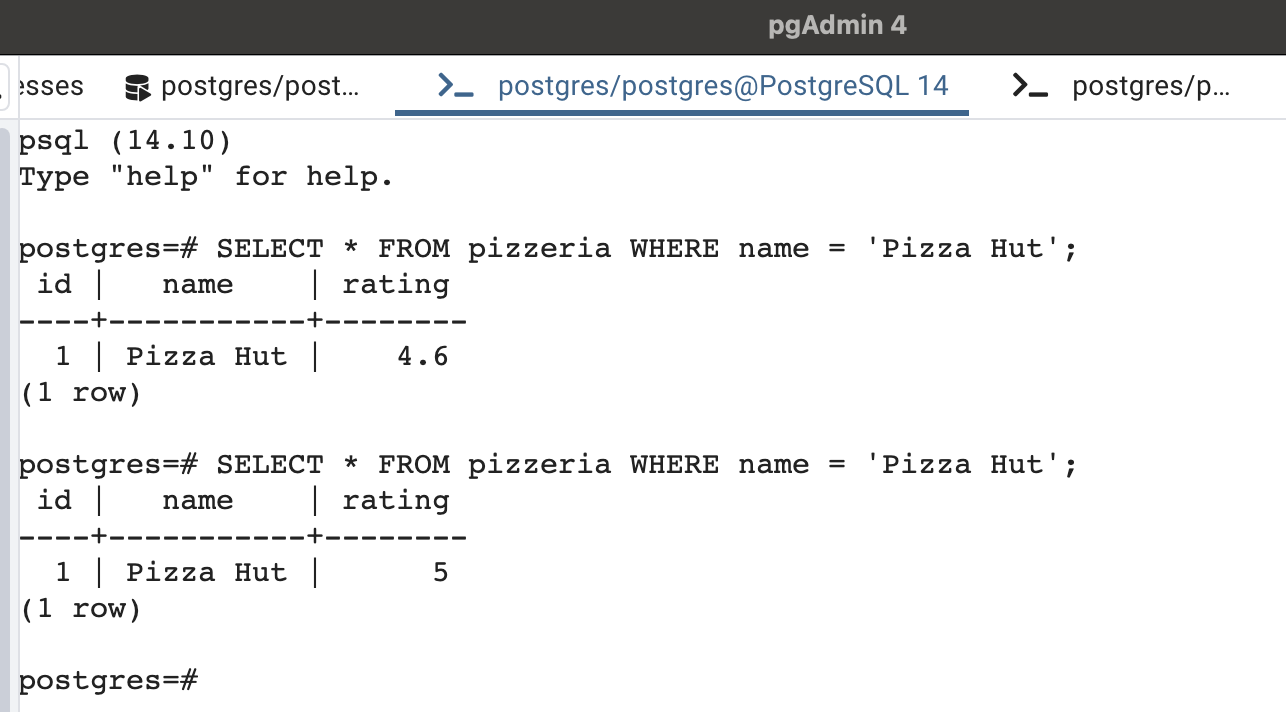 pgAdmin 4
esses postgres/post... postgres/postgres@PostgreSQL 14 postgres/p...
psql (14.10)
Type "help" for help.
postgres=# SELECT * FROM pizzeria WHERE name = 'Pizza Hut';
 id |   name    | rating
----+-----------+--------
  1 | Pizza Hut |    4.6
(1 row)
postgres=# SELECT * FROM pizzeria WHERE name = 'Pizza Hut';
 id |   name    | rating
----+-----------+--------
  1 | Pizza Hut |      5
(1 row)
postgres=#